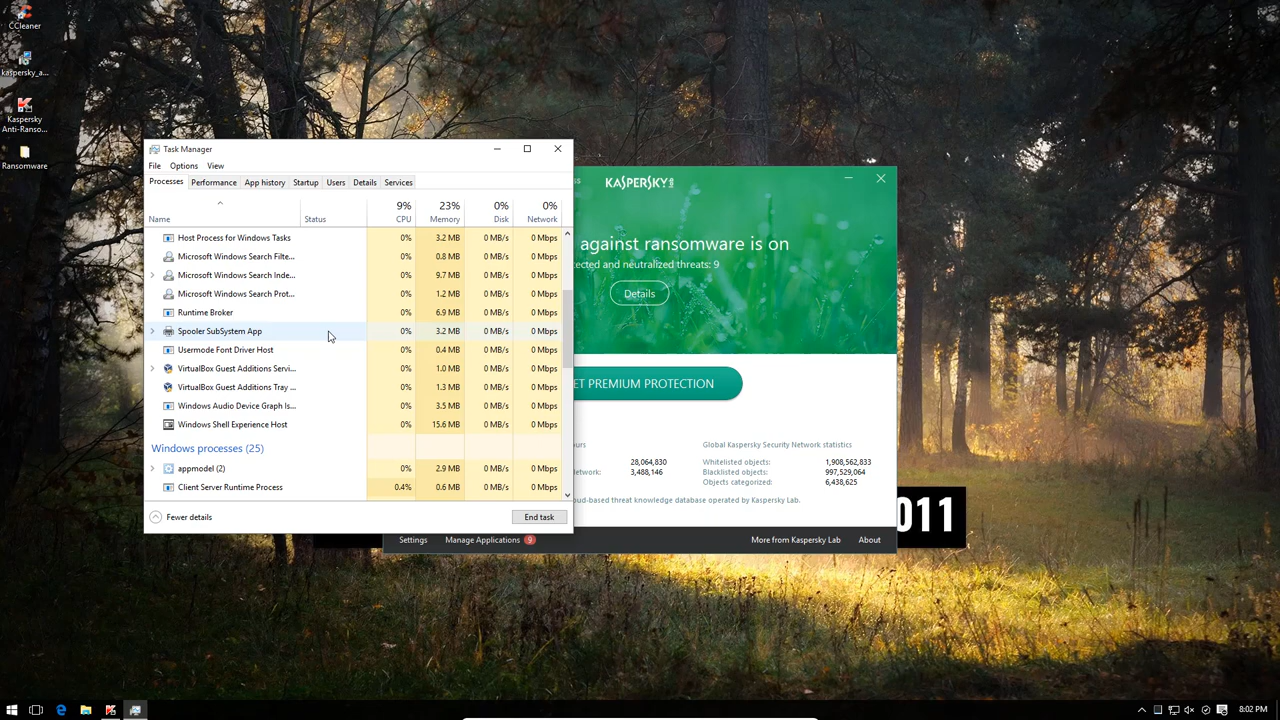 CCleaner
kaspersky_a...
Kaspersky
Anti-Ranso...
Ransomware
Task Manager
File Options View
Processes Performance App history Startup Users Details Services
9% 23% 0% 0%
Name Status CPU Memory Disk Network
Host Process for Windows Tasks 0% 3.2 MB 0 MB/s 0 Mbps
Microsoft Windows Search Filte... 0% 0.8 MB 0 MB/s 0 Mbps
Microsoft Windows Search Inde... 0% 9.7 MB 0 MB/s 0 Mbps
Microsoft Windows Search Prot... 0% 1.2 MB 0 MB/s 0 Mbps
Runtime Broker 0% 6.9 MB 0 MB/s 0 Mbps
Spooler SubSystem App 0% 3.2 MB 0 MB/s 0 Mbps
Usermode Font Driver Host 0% 0.4 MB 0 MB/s 0 Mbps
VirtualBox Guest Additions Servi... 0% 1.0 MB 0 MB/s 0 Mbps
VirtualBox Guest Additions Tray ... 0% 1.3 MB 0 MB/s 0 Mbps
Windows Audio Device Graph Is... 0% 3.5 MB 0 MB/s 0 Mbps
Windows Shell Experience Host 0% 15.6 MB 0 MB/s 0 Mbps
Windows processes (25)
appmodel (2) 0% 2.9 MB 0 MB/s 0 Mbps
Client Server Runtime Process 0.4% 0.6 MB 0 MB/s 0 Mbps
Fewer details End task
KASPERSKY LAB
against ransomware is on
ected and neutralized threats: 9
Details
ET PREMIUM PROTECTION
ours Global Kaspersky Security Network statistics
28,064,830 Whitelisted objects: 1,908,562,833
twork: 3,488,146 Blacklisted objects: 997,529,064
Objects categorized: 6,438,625
oud-based threat knowledge database operated by Kaspersky Lab.
Settings Manage Applications 9 More from Kaspersky Lab About
011
8:02 PM